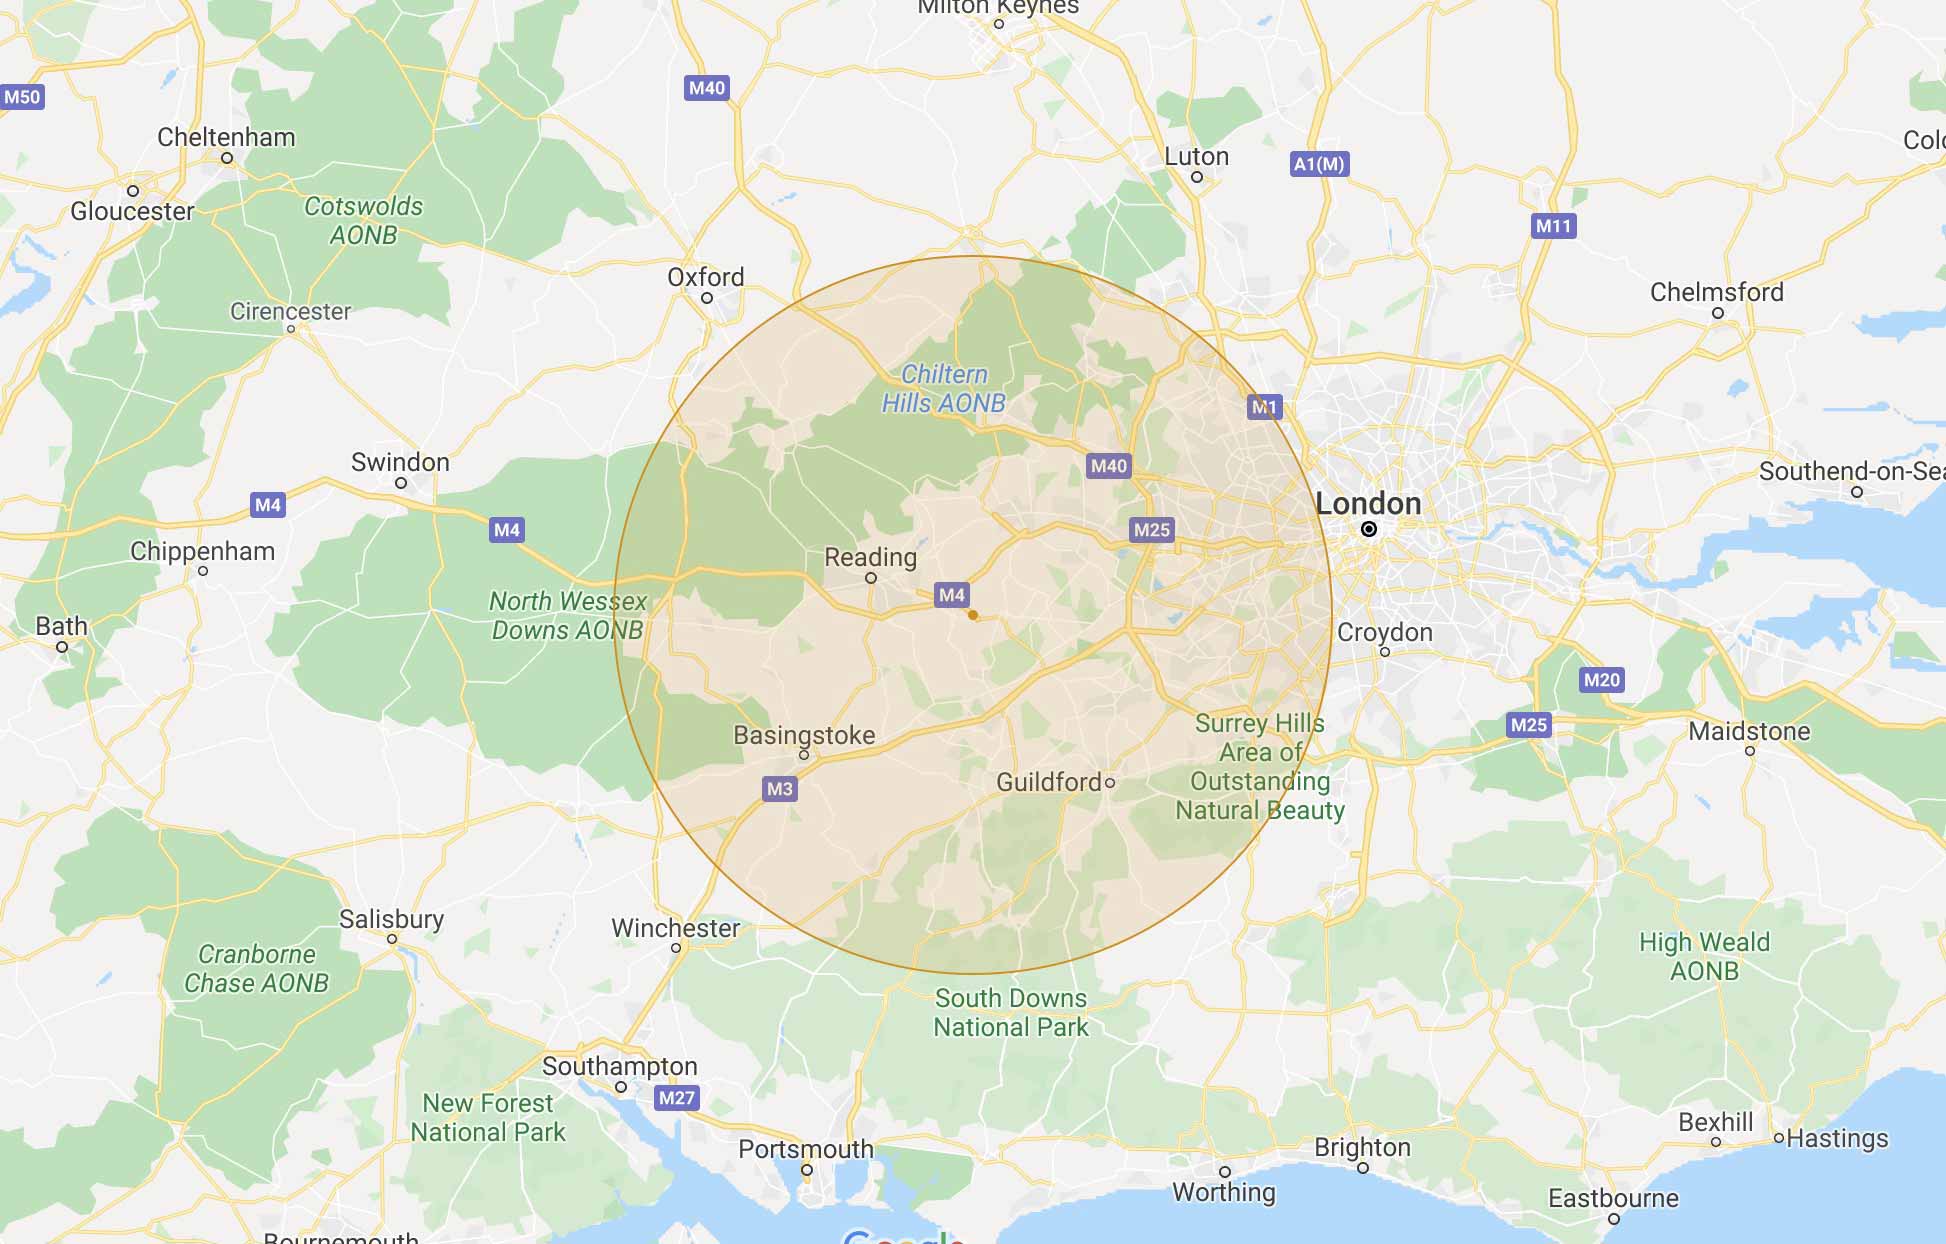 Milton Keynes
M40
M50
Cheltenham
Luton
A1(M)
Gloucester
Cotswolds
AONB
M11
Oxford
Chelmsford
Cirencester
Chiltern
Hills AONB
M1
Swindon
M40
Southend-on-Sea
M4
London
M4
M25
Chippenham
Reading
M4
North Wessex
Downs AONB
Bath
Croydon
M20
Surrey Hills
Area of
Outstanding
Natural Beauty
M25
Maidstone
Basingstoke
M3
Guildford
Salisbury
Winchester
High Weald
AONB
Cranborne
Chase AONB
South Downs
National Park
Southampton
M27
New Forest
National Park
Bexhill
Hastings
Portsmouth
Brighton
Worthing
Eastbourne
Bournemouth
Google